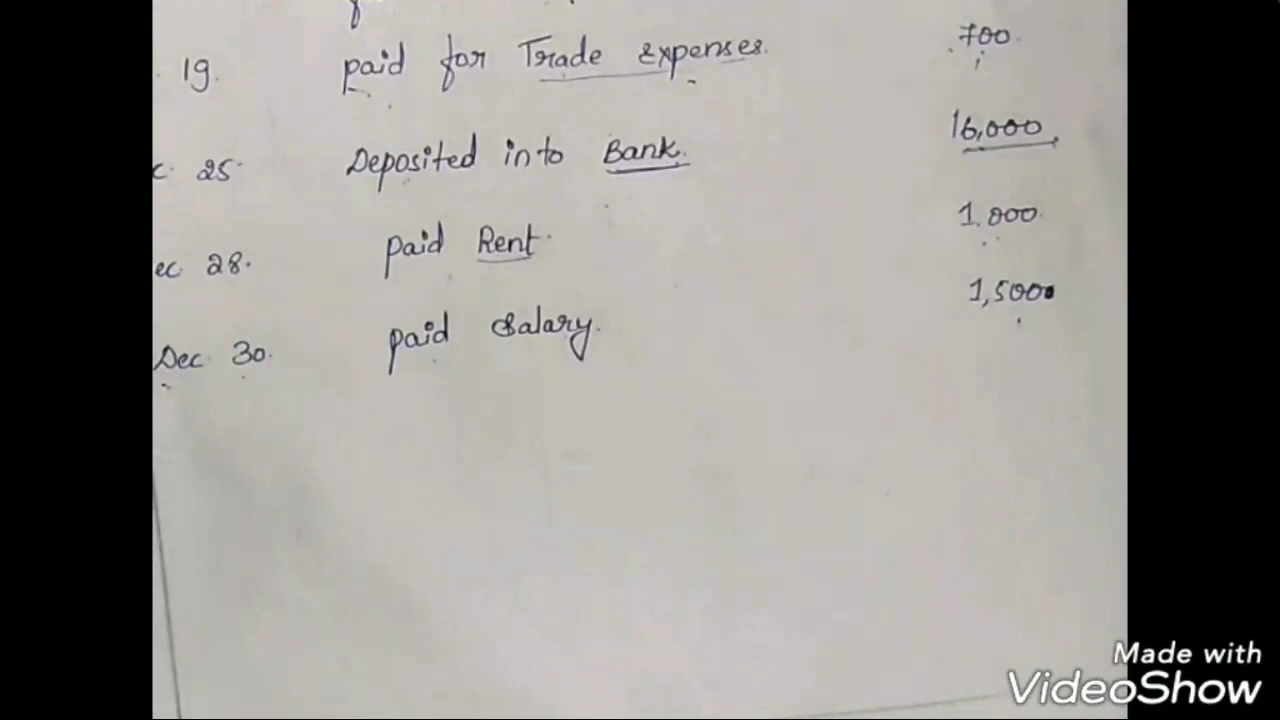 19. paid for Trade expenses. 700
c. 25. Deposited into Bank. 16,000
ec 28. paid Rent. 1.000
Dec. 30. paid Salary. 1,500
Made with
VideoShow